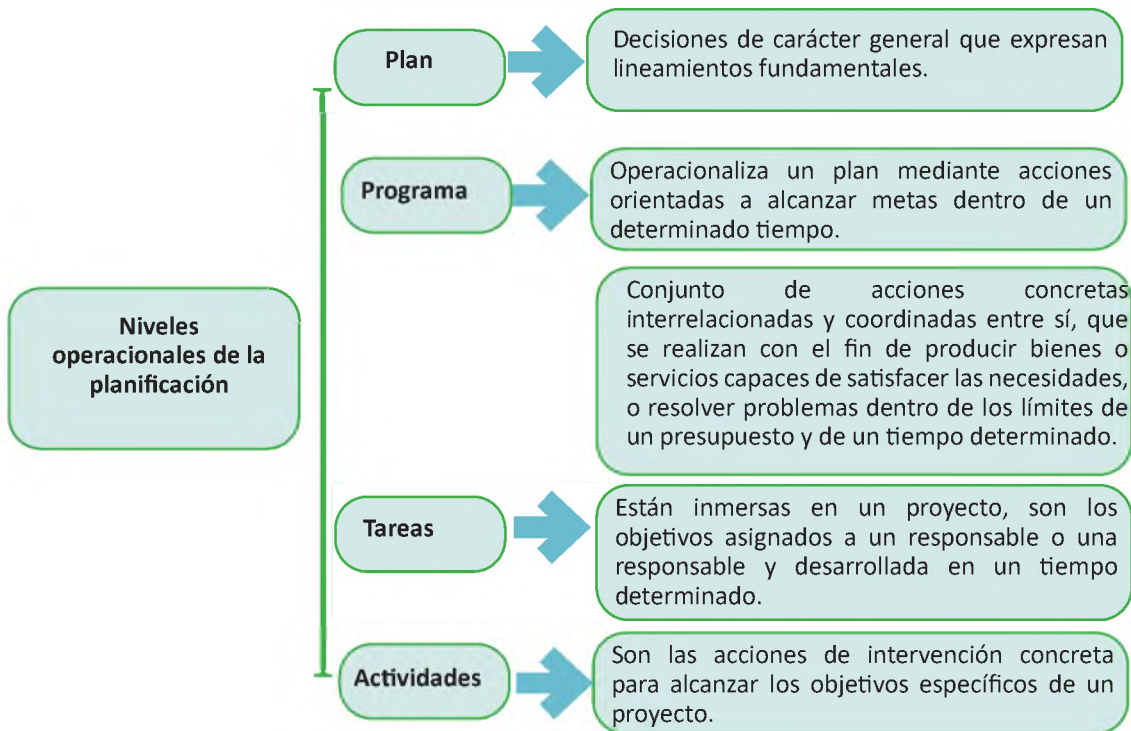 Plan
Decisiones de carácter general que expresan
lineamientos fundamentales.
Programa
Operacionaliza un plan mediante acciones
orientadas a alcanzar metas dentro de un
determinado tiempo.
Niveles
operacionales de la
planificación
Conjunto de acciones concretas
interrelacionadas y coordinadas entre sí, que
se realizan con el fin de producir bienes o
servicios capaces de satisfacer las necesidades,
o resolver problemas dentro de los límites de
un presupuesto y de un tiempo determinado.
Tareas
Están inmersas en un proyecto, son los
objetivos asignados a un responsable o una
responsable y desarrollada en un tiempo
determinado.
Actividades
Son las acciones de intervención concreta
para alcanzar los objetivos específicos de un
proyecto.